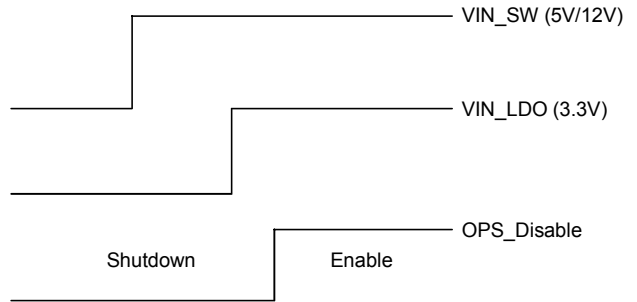 VIN_SW (5V/12V)
VIN_LDO (3.3V)
OPS_Disable
Shutdown Enable